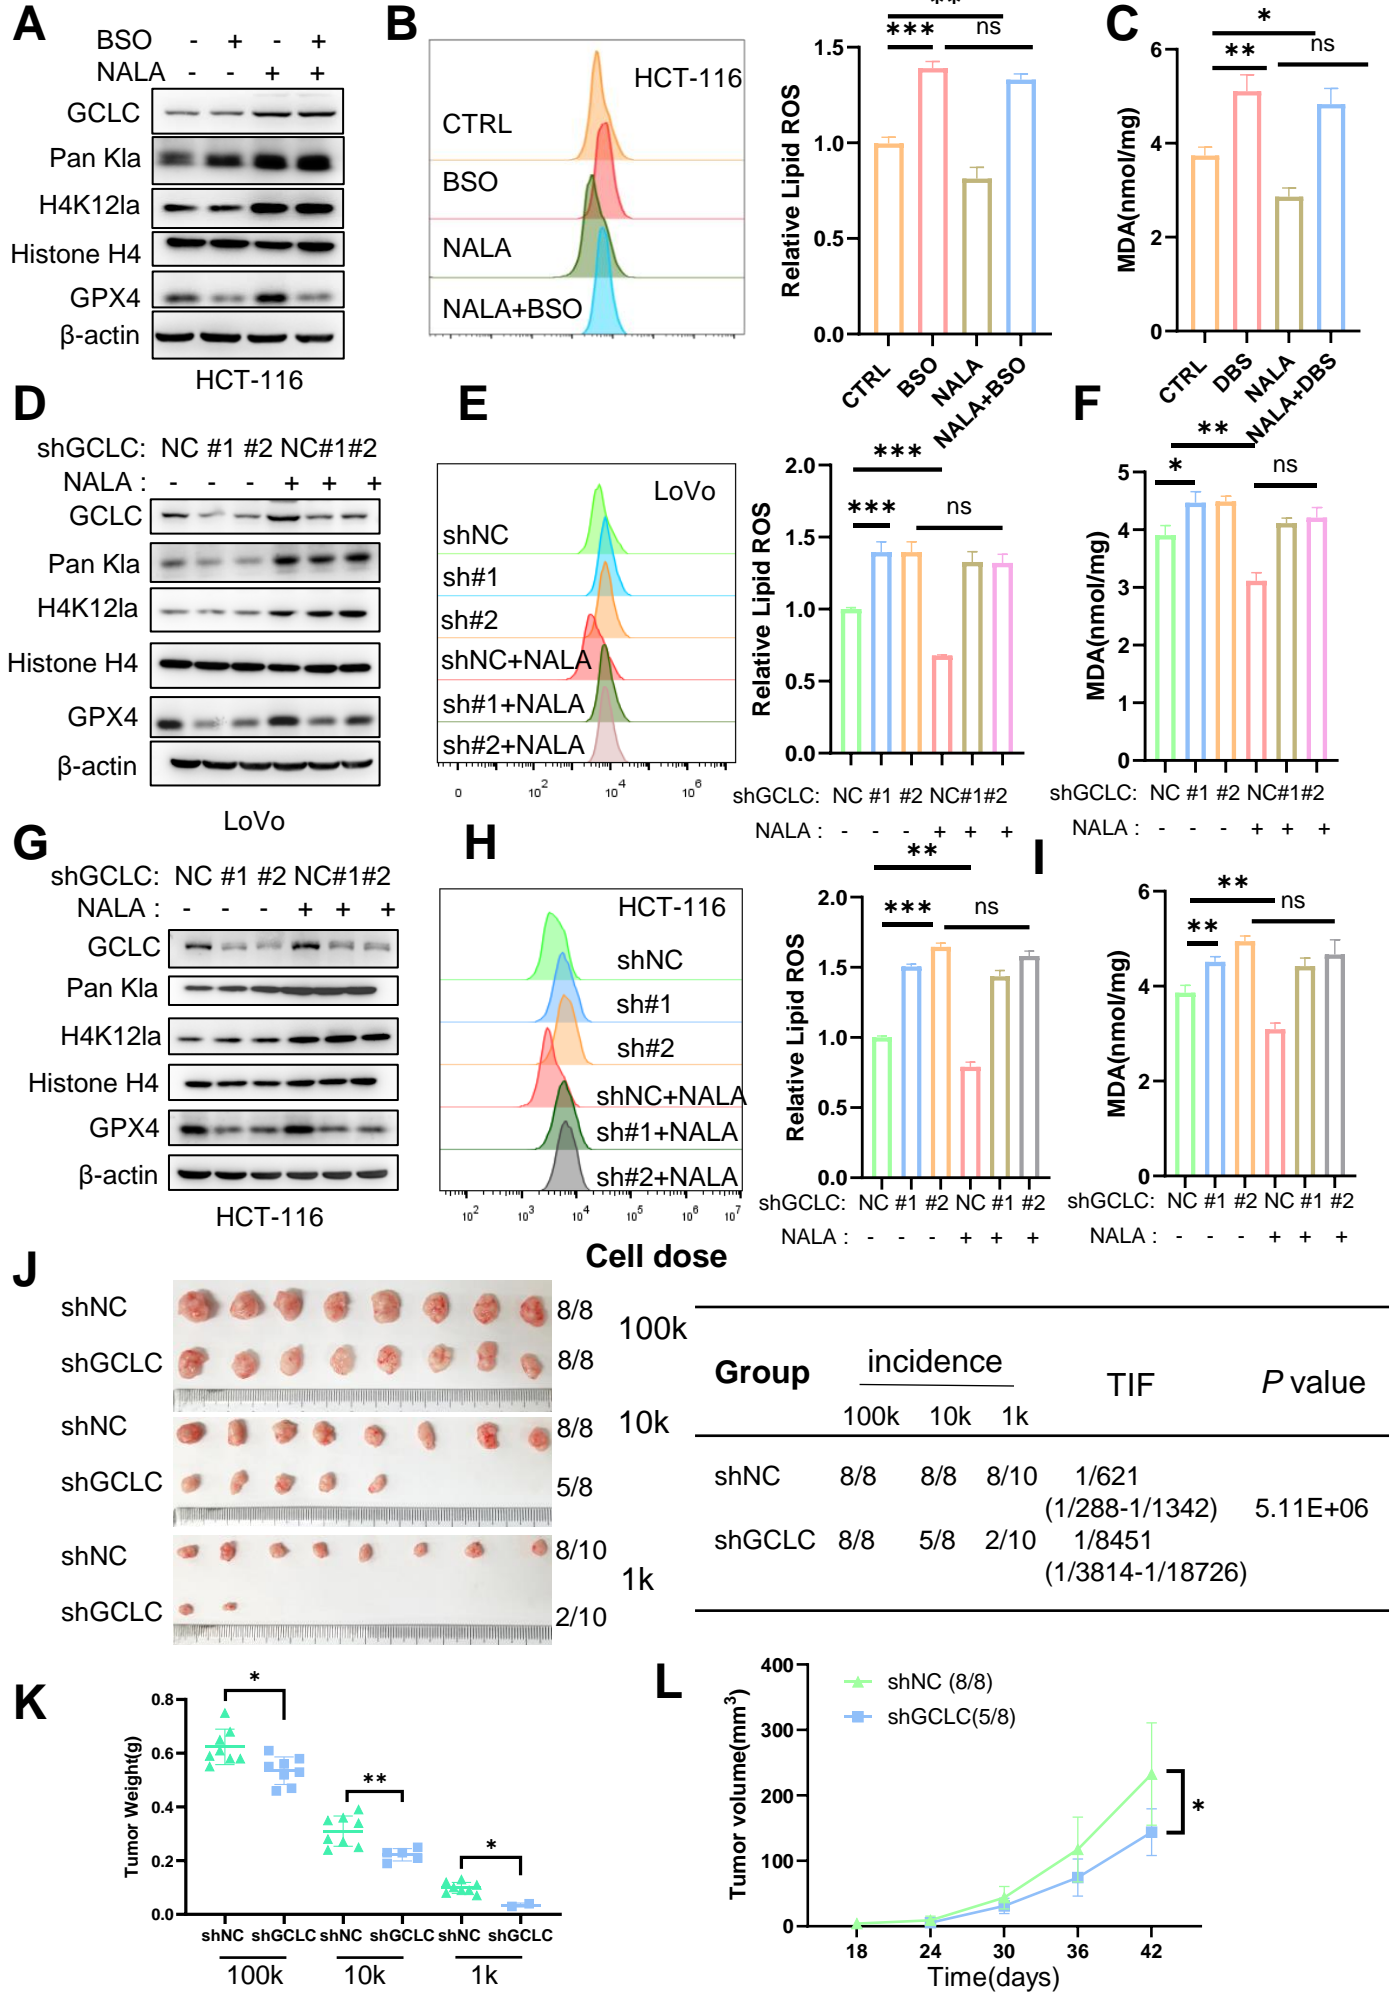 A
BSO - + - +
NALA - - + +
GCLC
Pan Kla
H4K12la
Histone H4
GPX4
β-actin
HCT-116
B
HCT-116
CTRL
BSO
NALA
NALA+BSO
**
*** ns
Relative Lipid ROS
1.5
1.0
0.5
0.0
CTRL BSO NALA NALA+BSO
C
*
** ns
MDA(nmol/mg)
6
4
2
0
CTRL DBS NALA NALA+DBS
D
shGCLC: NC #1 #2 NC#1#2
NALA : - - - + + +
GCLC
Pan Kla
H4K12la
Histone H4
GPX4
β-actin
LoVo
E
LoVo
shNC
sh#1
sh#2
shNC+NALA
sh#1+NALA
sh#2+NALA
0 10² 10⁴ 10⁶
***
*** ns
Relative Lipid ROS
2.0
1.5
1.0
0.5
0.0
shGCLC: NC #1 #2 NC#1#2
NALA : - - - + + +
F
**
* ns
MDA(nmol/mg)
5
4
3
2
1
0
shGCLC: NC #1 #2 NC#1#2
NALA : - - - + + +
G
shGCLC: NC #1 #2 NC#1#2
NALA : - - - + + +
GCLC
Pan Kla
H4K12la
Histone H4
GPX4
β-actin
HCT-116
H
HCT-116
shNC
sh#1
sh#2
shNC+NALA
sh#1+NALA
sh#2+NALA
10² 10³ 10⁴ 10⁵ 10⁶ 10⁷
**
*** ns
Relative Lipid ROS
2.0
1.5
1.0
0.5
0.0
shGCLC: NC #1 #2 NC #1 #2
NALA : - - - + + +
I
**
** ns
MDA(nmol/mg)
6
4
2
0
shGCLC: NC #1 #2 NC #1 #2
NALA : - - - + + +
J
Cell dose
shNC 8/8
100k
shGCLC 8/8
shNC 8/8
10k
shGCLC 5/8
shNC 8/10
1k
shGCLC 2/10
Group incidence TIF P value
100k 10k 1k
shNC 8/8 8/8 8/10 1/621
(1/288-1/1342) 5.11E+06
shGCLC 8/8 5/8 2/10 1/8451
(1/3814-1/18726)
K
* ** *
Tumor Weight(g)
0.8
0.6
0.4
0.2
0.0
shNC shGCLC shNC shGCLC shNC shGCLC
100k 10k 1k
L
shNC (8/8)
shGCLC(5/8)
*
Tumor volume(mm³)
400
300
200
100
0
18 24 30 36 42
Time(days)